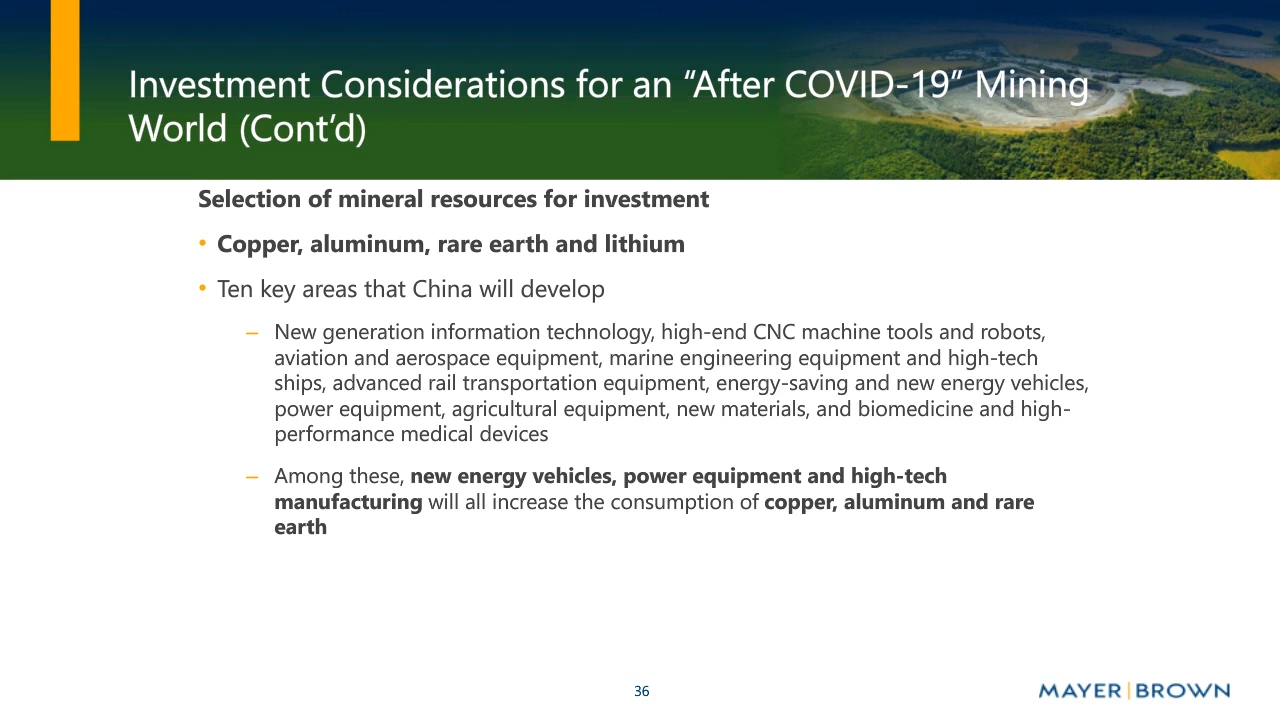 Investment Considerations for an “After COVID-19” Mining
World (Cont’d)
Selection of mineral resources for investment
• Copper, aluminum, rare earth and lithium
• Ten key areas that China will develop
– New generation information technology, high-end CNC machine tools and robots,
aviation and aerospace equipment, marine engineering equipment and high-tech
ships, advanced rail transportation equipment, energy-saving and new energy vehicles,
power equipment, agricultural equipment, new materials, and biomedicine and high-
performance medical devices
– Among these, new energy vehicles, power equipment and high-tech
manufacturing will all increase the consumption of copper, aluminum and rare
earth
36
MAYER | BROWN